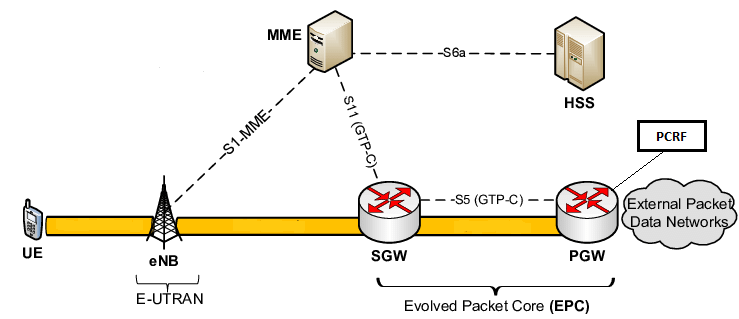 MME
S6a
HSS
S1-MME
S11 (GTP-C)
PCRF
S5 (GTP-C)
External Packet
Data Networks
UE
eNB
SGW
PGW
E-UTRAN
Evolved Packet Core (EPC)